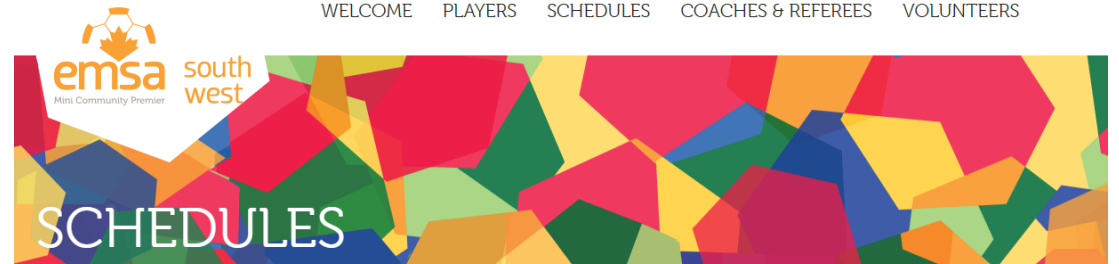 WELCOME PLAYERS SCHEDULES COACHES & REFEREES VOLUNTEERS
emsa south west
Mini Community Premier
SCHEDULES